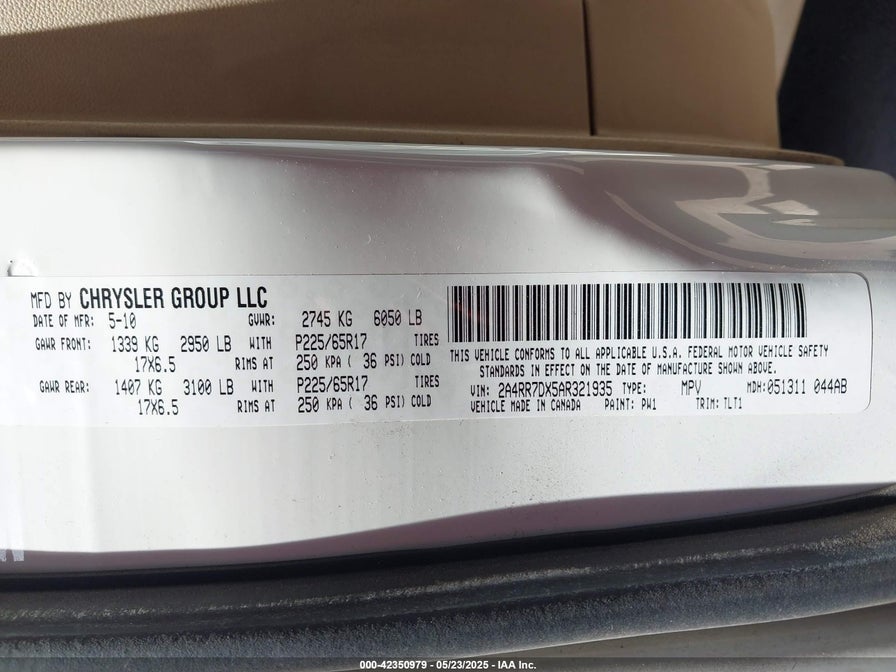 MFD BY CHRYSLER GROUP LLC
DATE OF MFR: 5-10 GVWR: 2745 KG 6050 LB
GAWR FRONT: 1339 KG 2950 LB WITH P225/65R17 TIRES
17X6.5 RIMS AT 250 KPA ( 36 PSI) COLD
GAWR REAR: 1407 KG 3100 LB WITH P225/65R17 TIRES
17X6.5 RIMS AT 250 KPA ( 36 PSI) COLD
THIS VEHICLE CONFORMS TO ALL APPLICABLE U.S.A. FEDERAL MOTOR VEHICLE SAFETY
STANDARDS IN EFFECT ON THE DATE OF MANUFACTURE SHOWN ABOVE.
VIN: 2A4RR7DX5AR321935 TYPE: MPV MDH: 051311 044AB
VEHICLE MADE IN CANADA PAINT: PW1 TRIM: TLT1
000-42350979 / 05/23/2025 - IAA Inc.